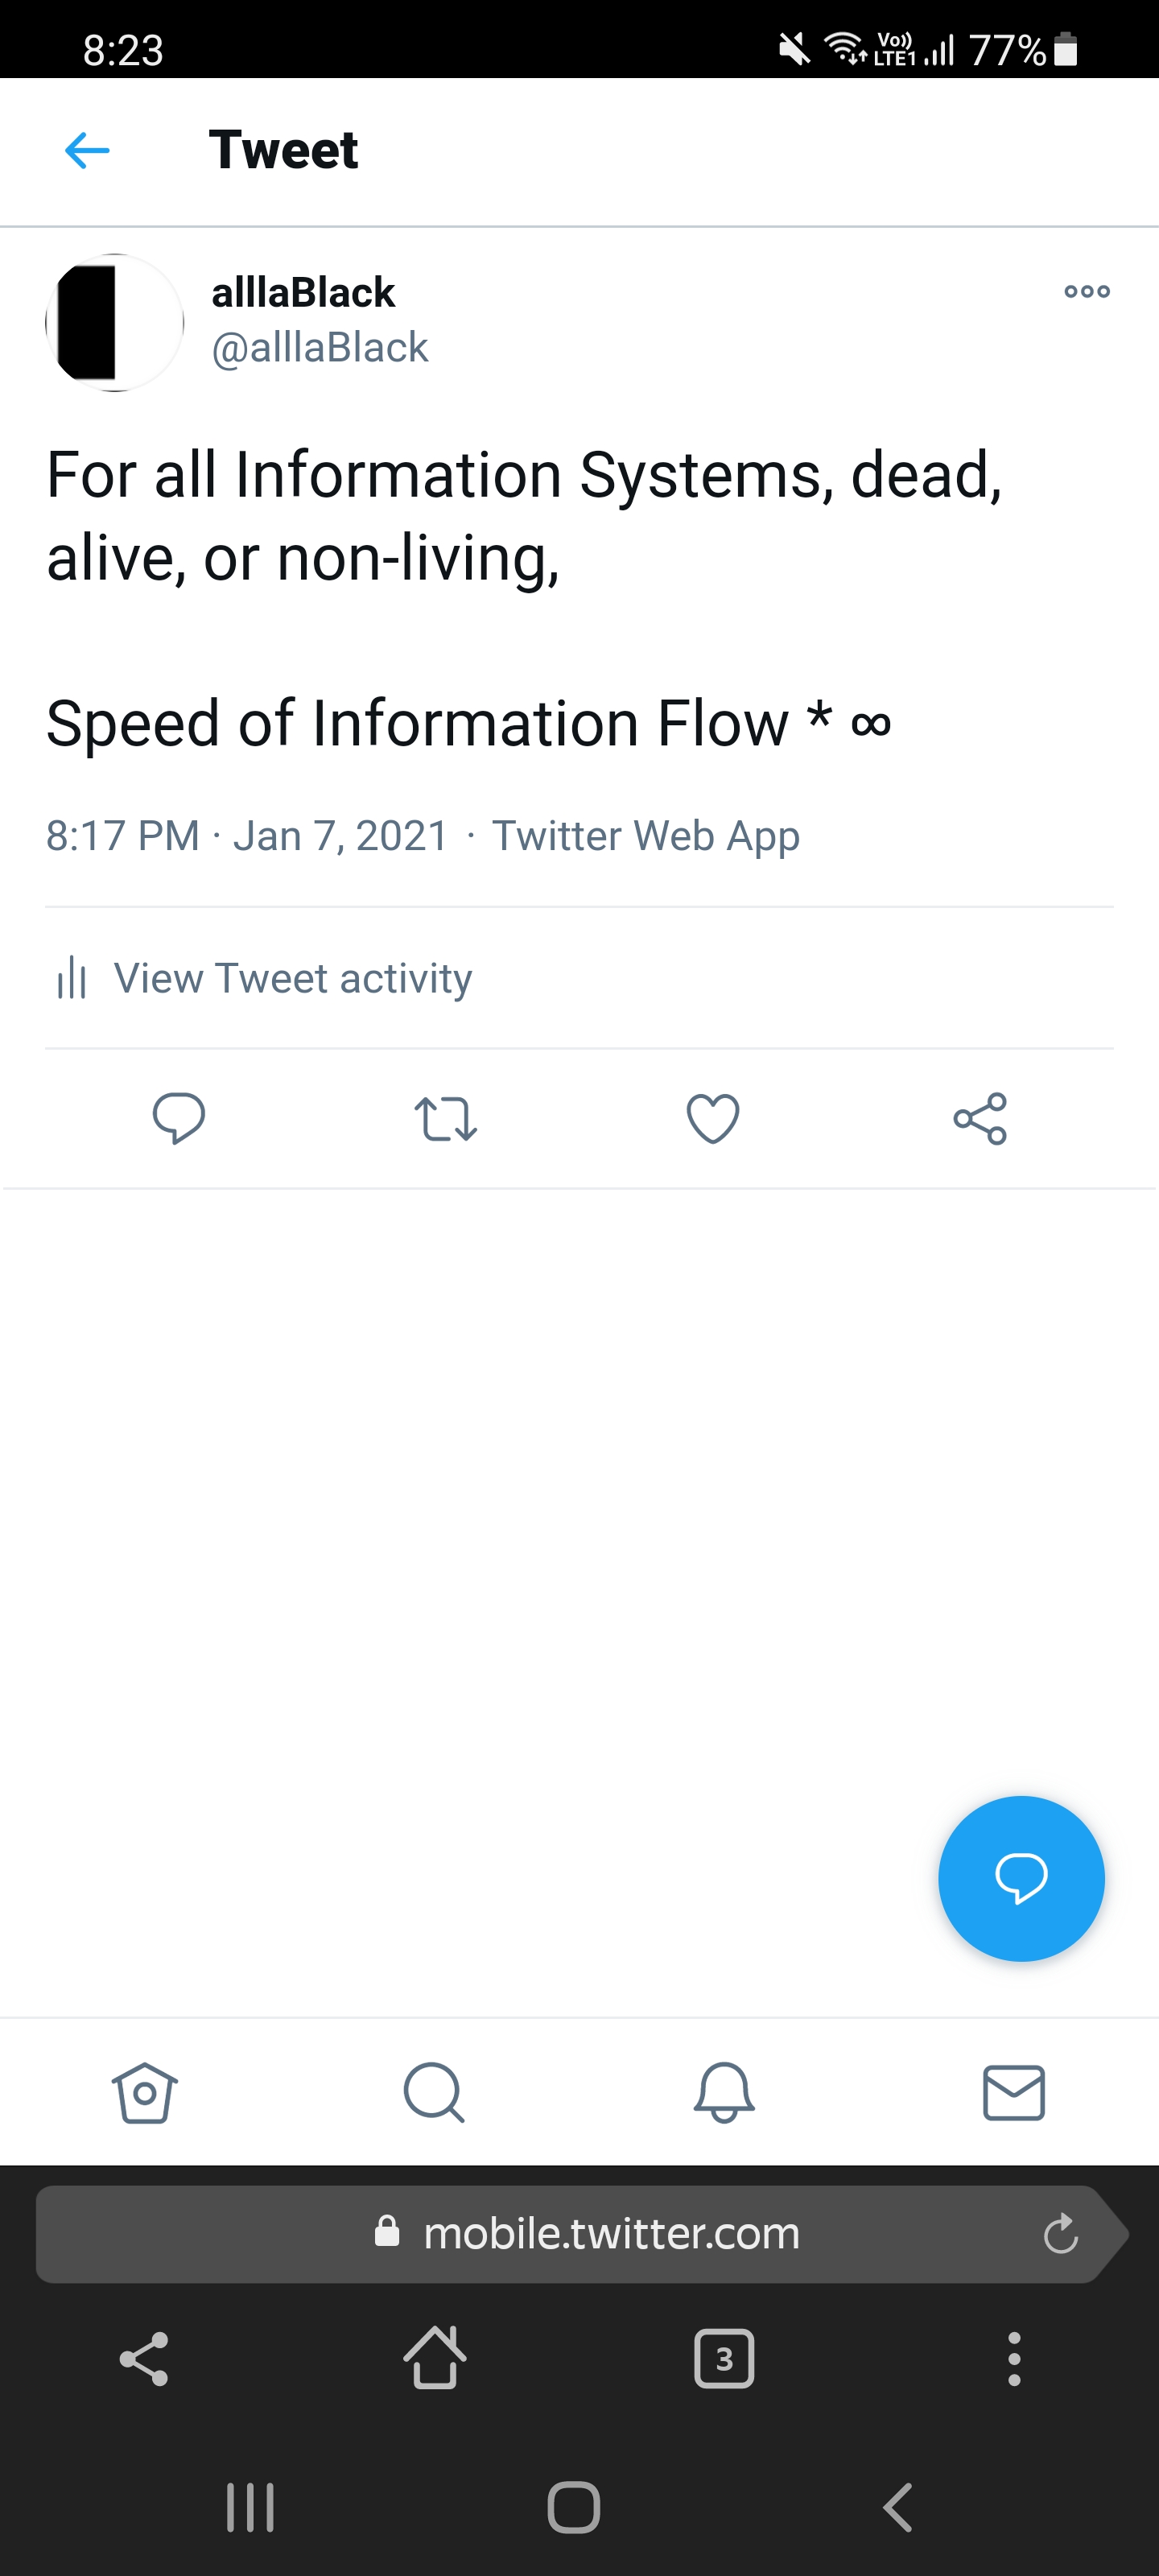 8:23
Vo)) LTE1 77%
Tweet
alllaBlack
@alllaBlack
For all Information Systems, dead,
alive, or non-living,
Speed of Information Flow * ∞
8:17 PM · Jan 7, 2021 · Twitter Web App
View Tweet activity
mobile.twitter.com
3